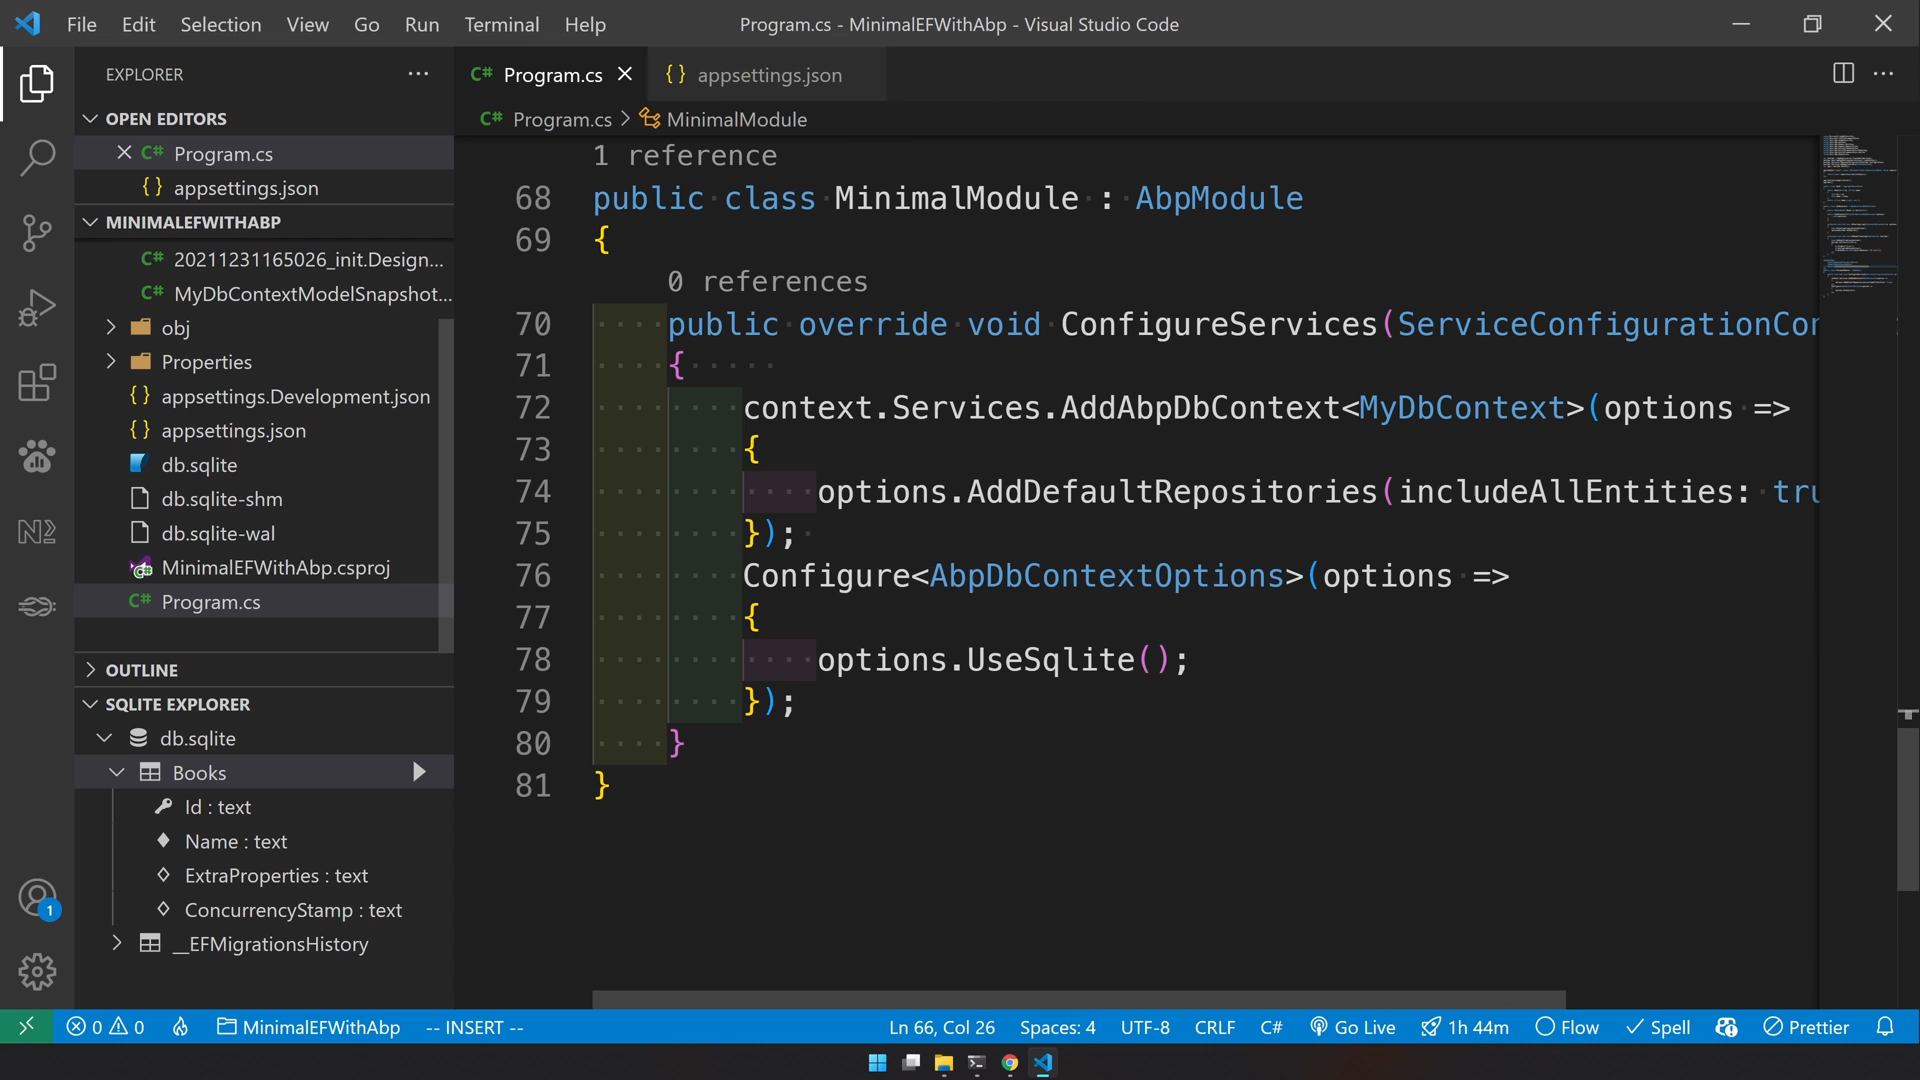 File Edit Selection View Go Run Terminal Help
Program.cs - MinimalEFWithAbp - Visual Studio Code
EXPLORER
OPEN EDITORS
C# Program.cs
{} appsettings.json
MINIMALEFWITHABP
C# 20211231165026_init.Design...
C# MyDbContextModelSnapshot...
obj
Properties
{} appsettings.Development.json
{} appsettings.json
db.sqlite
db.sqlite-shm
db.sqlite-wal
MinimalEFWithAbp.csproj
C# Program.cs
OUTLINE
SQLITE EXPLORER
db.sqlite
Books
Id : text
Name : text
ExtraProperties : text
ConcurrencyStamp : text
__EFMigrationsHistory
C# Program.cs
{} appsettings.json
C# Program.cs > MinimalModule
1 reference
68 public class MinimalModule : AbpModule
69 {
0 references
70 public override void ConfigureServices(ServiceConfigurationCon
71 {
72 context.Services.AddAbpDbContext<MyDbContext>(options =>
73 {
74 options.AddDefaultRepositories(includeAllEntities: tru
75 });
76 Configure<AbpDbContextOptions>(options =>
77 {
78 options.UseSqlite();
79 });
80 }
81 }
1
0 0 MinimalEFWithAbp -- INSERT -- Ln 66, Col 26 Spaces: 4 UTF-8 CRLF C# Go Live 1h 44m Flow Spell Prettier